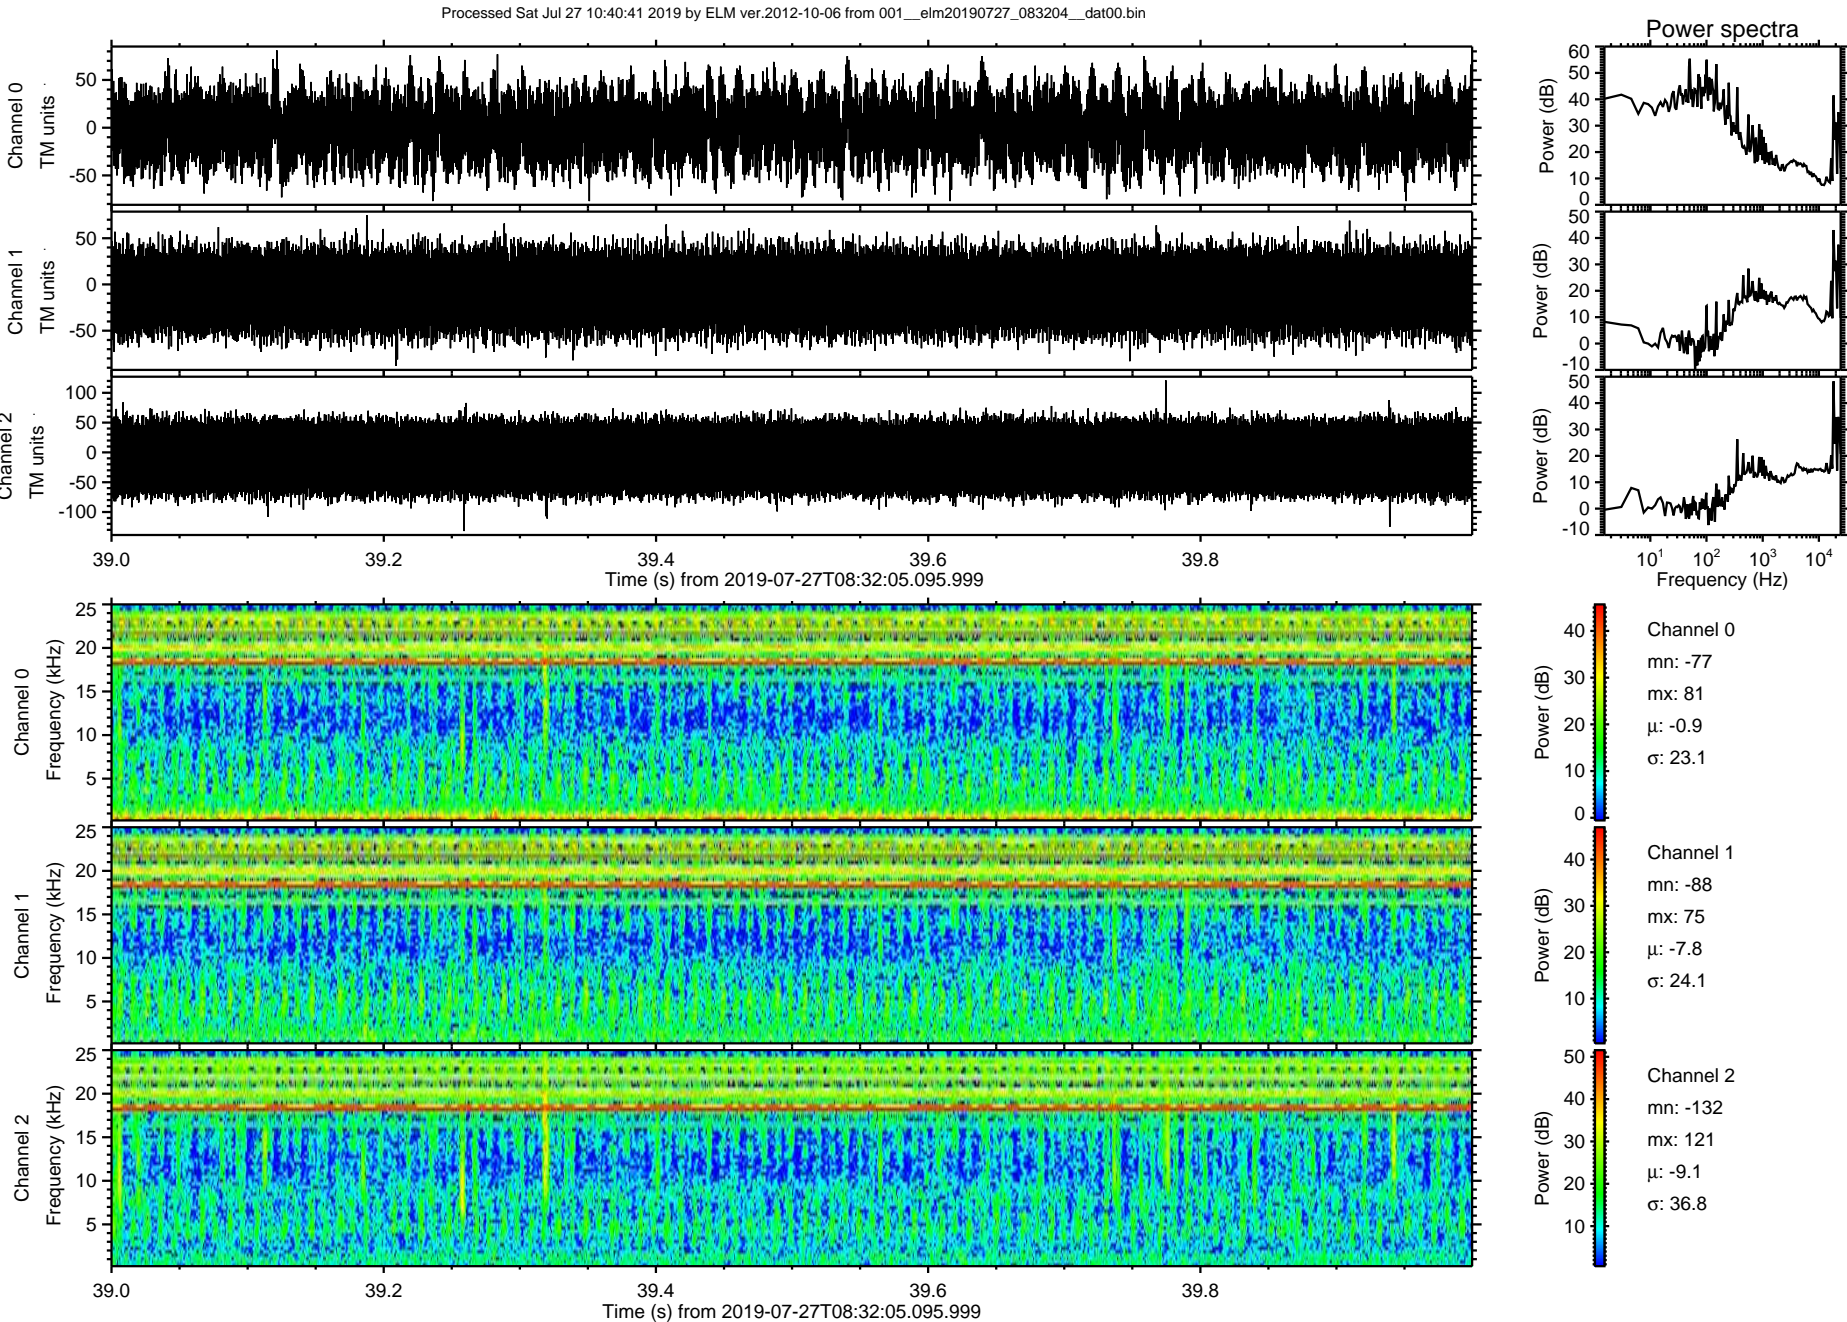 Processed Sat Jul 27 10:40:41 2019 by ELM ver.2012-10-06 from 001__elm20190727_083204__dat00.bin
Power spectra
Channel 0
TM units
50
0
-50
Power (dB)
60
50
40
30
20
10
0
Channel 1
TM units
50
0
-50
Power (dB)
50
40
30
20
10
0
-10
Channel 2
TM units
100
50
0
-50
-100
Power (dB)
50
40
30
20
10
0
-10
39.0 39.2 39.4 39.6 39.8
Time (s) from 2019-07-27T08:32:05.095.999
10¹ 10² 10³ 10⁴
Frequency (Hz)
Channel 0
Frequency (kHz)
25
20
15
10
5
Power (dB)
40
30
20
10
0
Channel 0
mn: -77
mx: 81
μ: -0.9
σ: 23.1
Channel 1
Frequency (kHz)
25
20
15
10
5
Power (dB)
40
30
20
10
Channel 1
mn: -88
mx: 75
μ: -7.8
σ: 24.1
Channel 2
Frequency (kHz)
25
20
15
10
5
Power (dB)
50
40
30
20
10
Channel 2
mn: -132
mx: 121
μ: -9.1
σ: 36.8
39.0 39.2 39.4 39.6 39.8
Time (s) from 2019-07-27T08:32:05.095.999